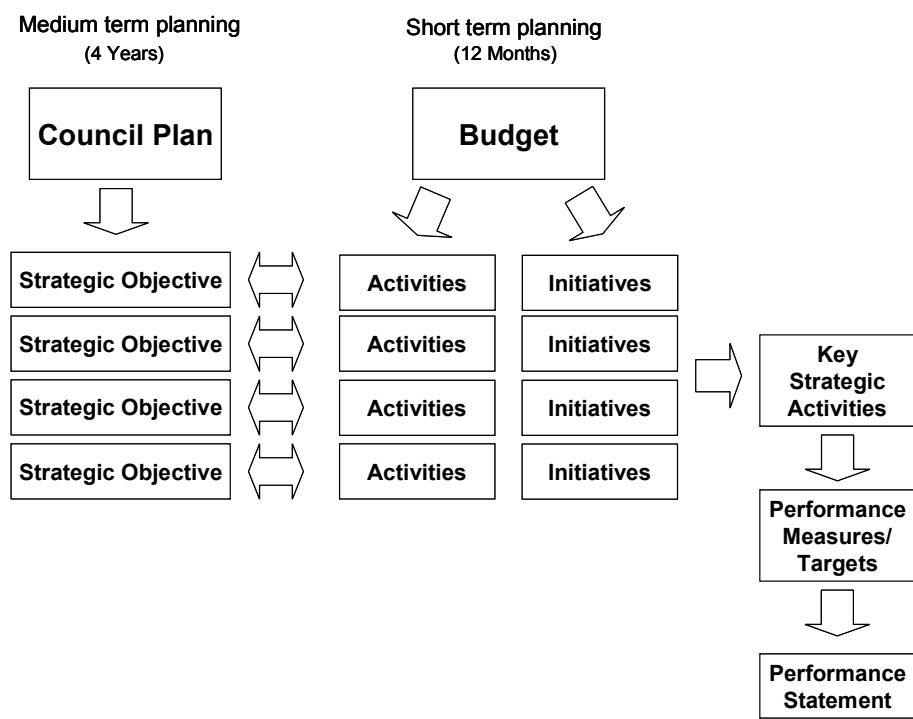 Medium term planning
(4 Years)
Short term planning
(12 Months)
Council Plan
Budget
Strategic Objective
Activities
Initiatives
Strategic Objective
Activities
Initiatives
Strategic Objective
Activities
Initiatives
Strategic Objective
Activities
Initiatives
Key
Strategic
Activities
Performance
Measures/
Targets
Performance
Statement